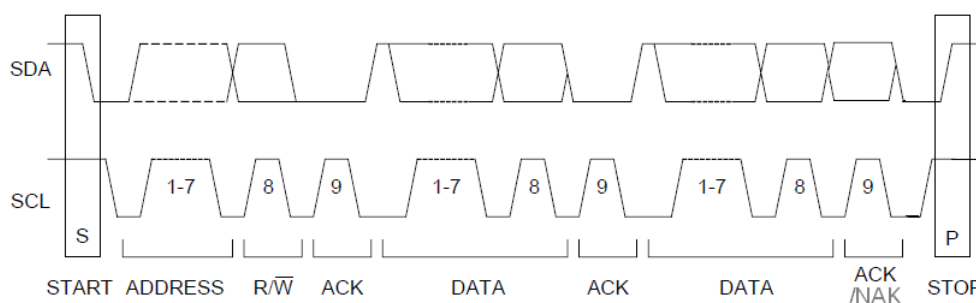 SDA
1-7 8 9 1-7 8 9 1-7 8 9
SCL
S P
START ADDRESS R/W̅ ACK DATA ACK DATA ACK STOP
/NAK